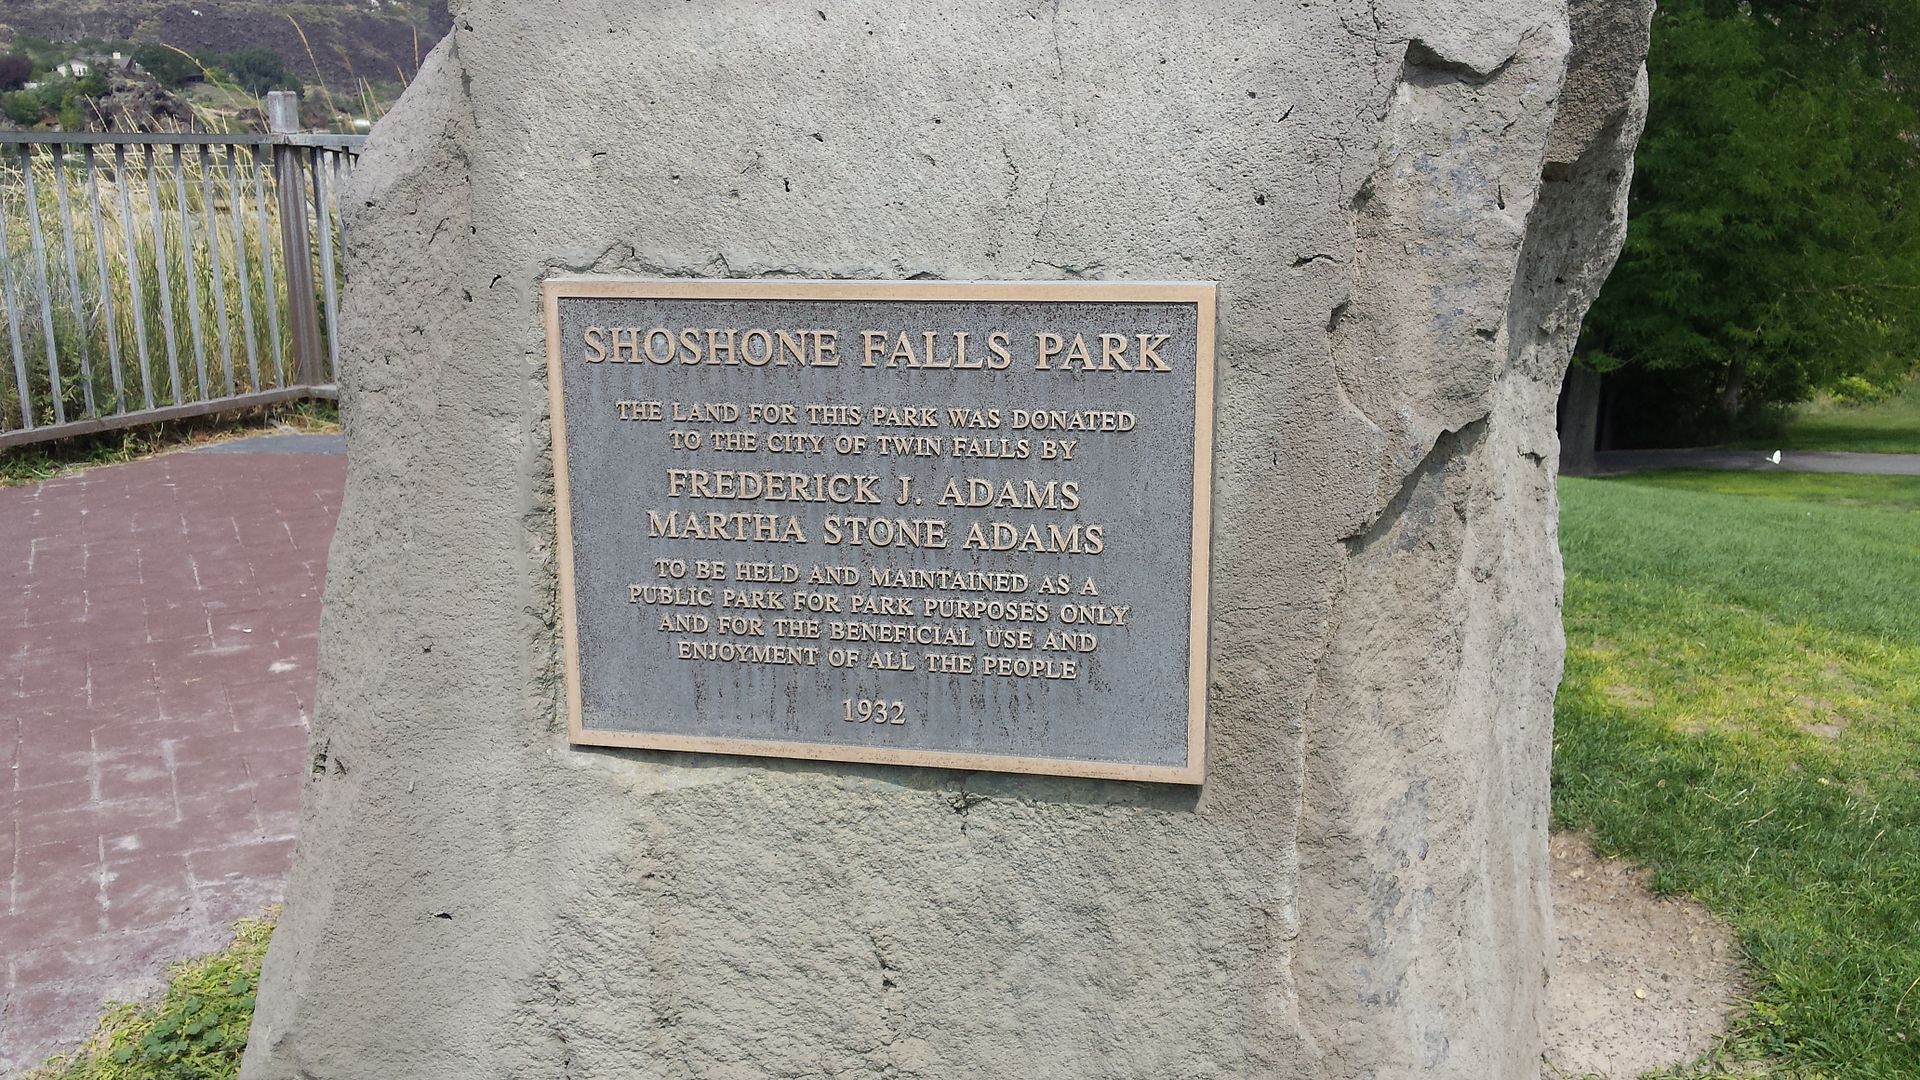 SHOSHONE FALLS PARK
THE LAND FOR THIS PARK WAS DONATED
TO THE CITY OF TWIN FALLS BY
FREDERICK J. ADAMS
MARTHA STONE ADAMS
TO BE HELD AND MAINTAINED AS A
PUBLIC PARK FOR PARK PURPOSES ONLY
AND FOR THE BENEFICIAL USE AND
ENJOYMENT OF ALL THE PEOPLE
1932